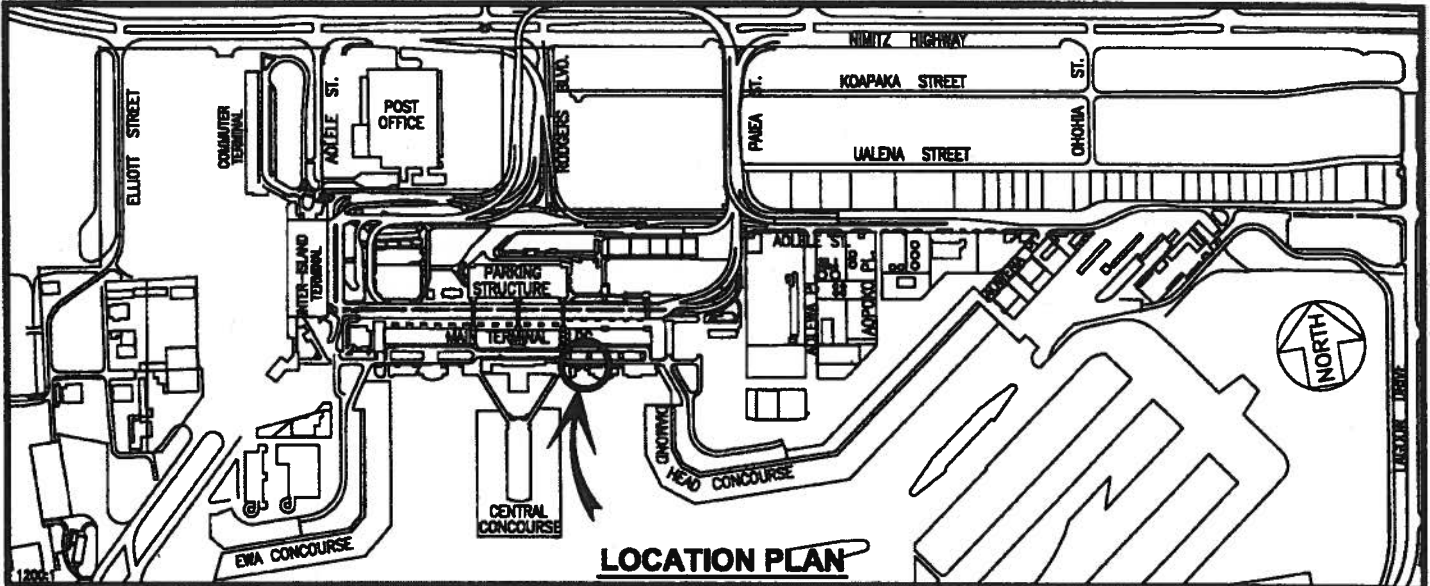 NIMITZ HIGHWAY
KOAPAKA STREET
UALENA STREET
ELLIOTT STREET
COMMUTER
TERMINAL
AOLELE ST.
POST
OFFICE
RODGERS BLVD.
PAIEA ST.
OHOHIA ST.
INTER-ISLAND
TERMINAL
PARKING
STRUCTURE
MAIN TERMINAL
AOLELE ST.
AOLEWA PL.
AOPOKO PL.
NORTH
LAGOON DRIVE
DIAMOND
HEAD CONCOURSE
CENTRAL
CONCOURSE
EWA CONCOURSE
LOCATION PLAN